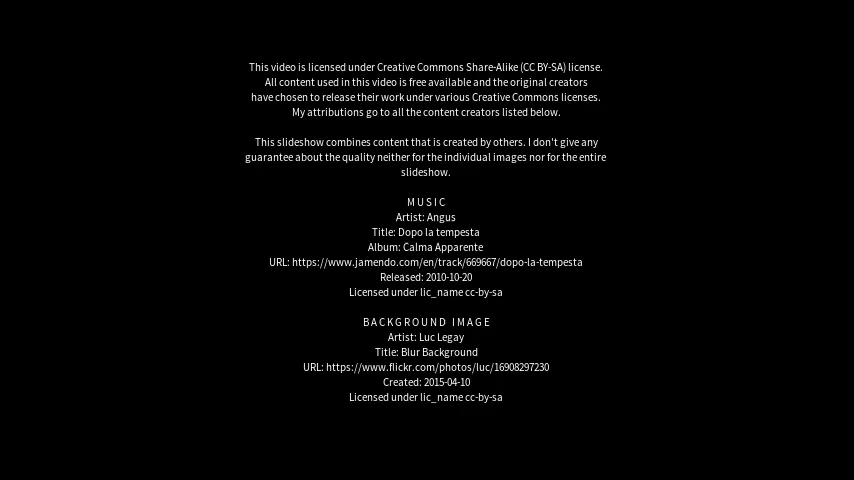 This video is licensed under Creative Commons Share-Alike (CC BY-SA) license.
All content used in this video is free available and the original creators
have chosen to release their work under various Creative Commons licenses.
My attributions go to all the content creators listed below.
This slideshow combines content that is created by others. I don't give any
guarantee about the quality neither for the individual images nor for the entire
slideshow.
MUSIC
Artist: Angus
Title: Dopo la tempesta
Album: Calma Apparente
URL: https://www.jamendo.com/en/track/669667/dopo-la-tempesta
Released: 2010-10-20
Licensed under lic_name cc-by-sa
BACKGROUND IMAGE
Artist: Luc Legay
Title: Blur Background
URL: https://www.flickr.com/photos/luc/16908297230
Created: 2015-04-10
Licensed under lic_name cc-by-sa